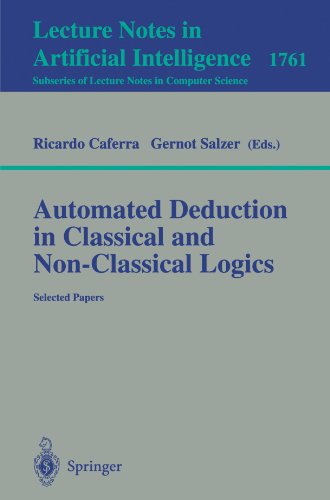 Lecture Notes in
Artificial Intelligence 1761
Subseries of Lecture Notes in Computer Science
Ricardo Caferra Gernot Salzer (Eds.)
Automated Deduction
in Classical and
Non-Classical Logics
Selected Papers
Springer